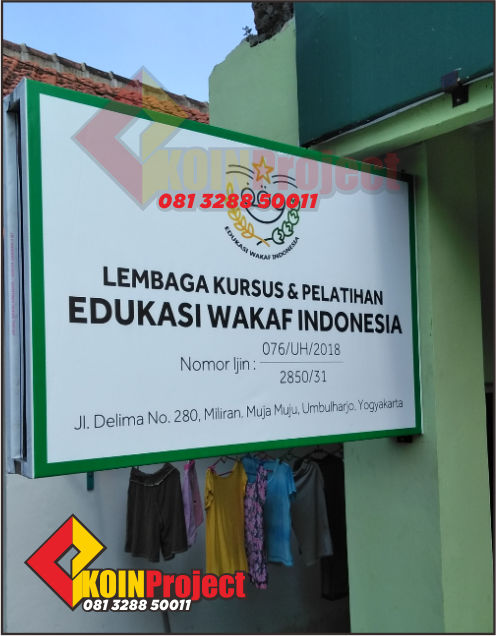 KOINProject
081 3288 50011
EDUKASI WAKAF INDONESIA
LEMBAGA KURSUS & PELATIHAN
EDUKASI WAKAF INDONESIA
Nomor Ijin : 076/UH/2018
2850/31
Jl. Delima No. 280, Miliran, Muja Muju, Umbulharjo, Yogyakarta
KOINProject
081 3288 50011